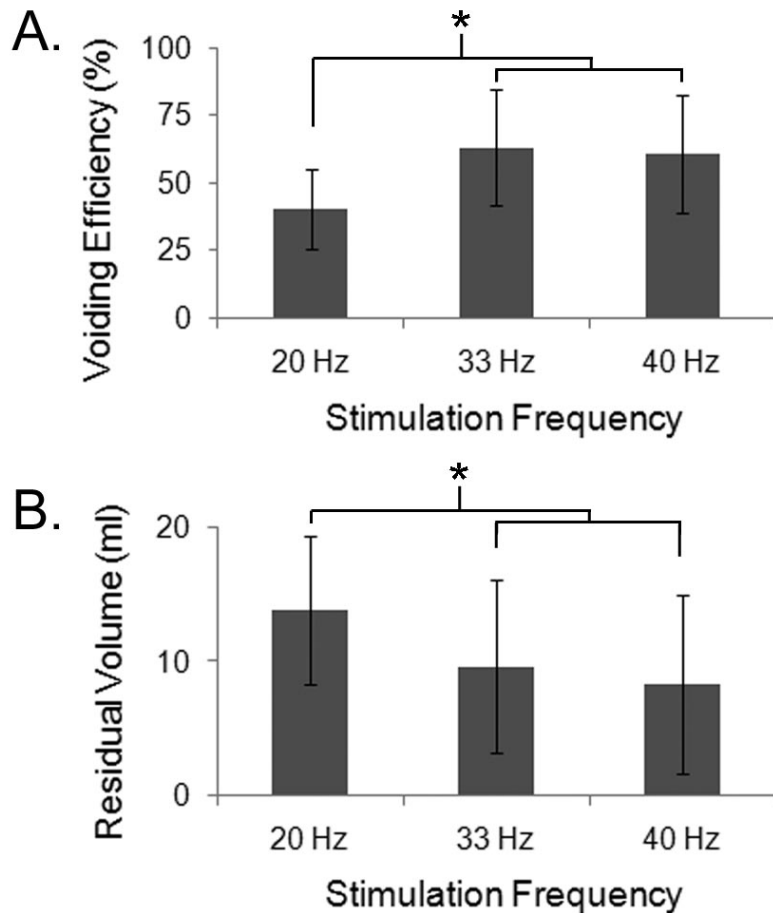 A.
*
Voiding Efficiency (%)
100
75
50
25
0
20 Hz 33 Hz 40 Hz
Stimulation Frequency
B.
*
Residual Volume (ml)
20
10
0
20 Hz 33 Hz 40 Hz
Stimulation Frequency